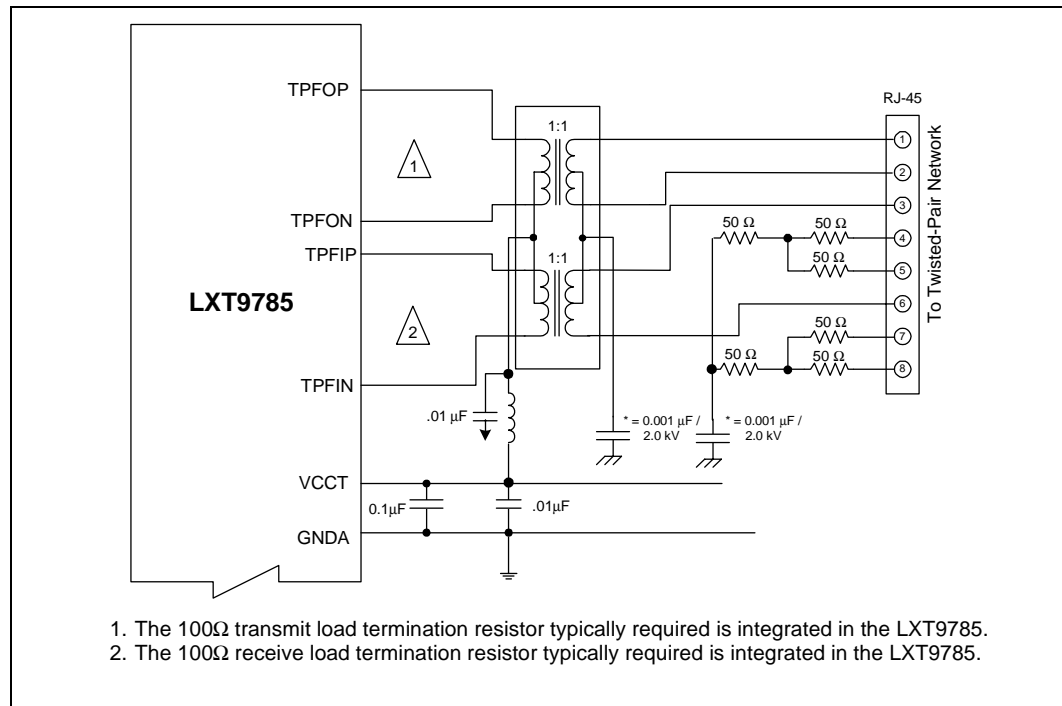 RJ-45
TPFOP
1:1
1
To Twisted-Pair Network
1
2
3
4
5
6
7
8
TPFON
50 Ω
50 Ω
50 Ω
TPFIP
1:1
LXT9785
2
50 Ω
50 Ω
50 Ω
TPFIN
.01 μF
* = 0.001 μF /
2.0 kV
* = 0.001 μF /
2.0 kV
VCCT
0.1μF
.01μF
GNDA
1. The 100Ω transmit load termination resistor typically required is integrated in the LXT9785.
2. The 100Ω receive load termination resistor typically required is integrated in the LXT9785.